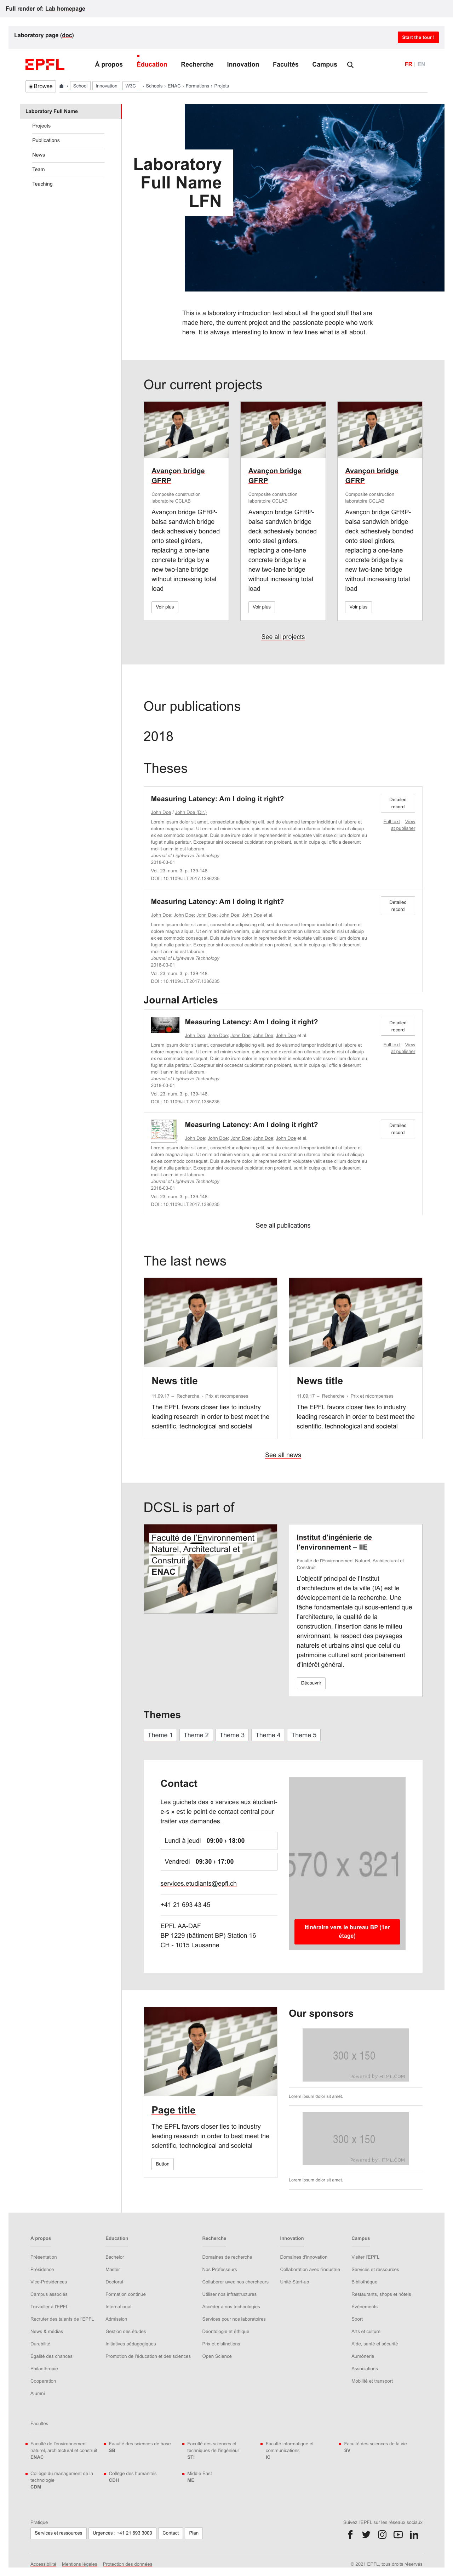 Full render of: Lab homepage
Laboratory page (doc)
Start the tour !
EPFL
À propos
Éducation
Recherche
Innovation
Facultés
Campus
FR
EN
Browse
School
Innovation
W3C
› Schools › ENAC › Formations › Projets
Laboratory Full Name
Projects
Publications
News
Team
Teaching
Laboratory
Full Name
LFN
This is a laboratory introduction text about all the good stuff that are
made here, the current project and the passionate people who work
here. It is always interesting to know in few lines what is all about.
Our current projects
Avançon bridge
GFRP
Composite construction
laboratoire CCLAB
Avançon bridge GFRP-
balsa sandwich bridge
deck adhesively bonded
onto steel girders,
replacing a one-lane
concrete bridge by a
new two-lane bridge
without increasing total
load
Voir plus
Avançon bridge
GFRP
Composite construction
laboratoire CCLAB
Avançon bridge GFRP-
balsa sandwich bridge
deck adhesively bonded
onto steel girders,
replacing a one-lane
concrete bridge by a
new two-lane bridge
without increasing total
load
Voir plus
Avançon bridge
GFRP
Composite construction
laboratoire CCLAB
Avançon bridge GFRP-
balsa sandwich bridge
deck adhesively bonded
onto steel girders,
replacing a one-lane
concrete bridge by a
new two-lane bridge
without increasing total
load
Voir plus
See all projects
Our publications
2018
Theses
Measuring Latency: Am I doing it right?
John Doe / John Doe (Dir.)
Lorem ipsum dolor sit amet, consectetur adipiscing elit, sed do eiusmod tempor incididunt ut labore et
dolore magna aliqua. Ut enim ad minim veniam, quis nostrud exercitation ullamco laboris nisi ut aliquip
ex ea commodo consequat. Duis aute irure dolor in reprehenderit in voluptate velit esse cillum dolore eu
fugiat nulla pariatur. Excepteur sint occaecat cupidatat non proident, sunt in culpa qui officia deserunt
mollit anim id est laborum.
Journal of Lightwave Technology
2018-03-01
Vol. 23, num. 3, p. 139-148.
DOI : 10.1109/JLT.2017.1386235
Detailed
record
Full text – View
at publisher
Measuring Latency: Am I doing it right?
John Doe; John Doe; John Doe; John Doe; John Doe et al.
Lorem ipsum dolor sit amet, consectetur adipiscing elit, sed do eiusmod tempor incididunt ut labore et
dolore magna aliqua. Ut enim ad minim veniam, quis nostrud exercitation ullamco laboris nisi ut aliquip
ex ea commodo consequat. Duis aute irure dolor in reprehenderit in voluptate velit esse cillum dolore eu
fugiat nulla pariatur. Excepteur sint occaecat cupidatat non proident, sunt in culpa qui officia deserunt
mollit anim id est laborum.
Journal of Lightwave Technology
2018-03-01
Vol. 23, num. 3, p. 139-148.
DOI : 10.1109/JLT.2017.1386235
Detailed
record
Journal Articles
Measuring Latency: Am I doing it right?
John Doe; John Doe; John Doe; John Doe; John Doe et al.
Lorem ipsum dolor sit amet, consectetur adipiscing elit, sed do eiusmod tempor incididunt ut labore et
dolore magna aliqua. Ut enim ad minim veniam, quis nostrud exercitation ullamco laboris nisi ut aliquip
ex ea commodo consequat. Duis aute irure dolor in reprehenderit in voluptate velit esse cillum dolore eu
fugiat nulla pariatur. Excepteur sint occaecat cupidatat non proident, sunt in culpa qui officia deserunt
mollit anim id est laborum.
Journal of Lightwave Technology
2018-03-01
Vol. 23, num. 3, p. 139-148.
DOI : 10.1109/JLT.2017.1386235
Detailed
record
Full text – View
at publisher
Measuring Latency: Am I doing it right?
John Doe; John Doe; John Doe; John Doe; John Doe et al.
Lorem ipsum dolor sit amet, consectetur adipiscing elit, sed do eiusmod tempor incididunt ut labore et
dolore magna aliqua. Ut enim ad minim veniam, quis nostrud exercitation ullamco laboris nisi ut aliquip
ex ea commodo consequat. Duis aute irure dolor in reprehenderit in voluptate velit esse cillum dolore eu
fugiat nulla pariatur. Excepteur sint occaecat cupidatat non proident, sunt in culpa qui officia deserunt
mollit anim id est laborum.
Journal of Lightwave Technology
2018-03-01
Vol. 23, num. 3, p. 139-148.
DOI : 10.1109/JLT.2017.1386235
Detailed
record
See all publications
The last news
News title
11.09.17 – Recherche › Prix et récompenses
The EPFL favors closer ties to industry
leading research in order to best meet the
scientific, technological and societal
News title
11.09.17 – Recherche › Prix et récompenses
The EPFL favors closer ties to industry
leading research in order to best meet the
scientific, technological and societal
See all news
DCSL is part of
Faculté de l'Environnement
Naturel, Architectural et
Construit
ENAC
Institut d'ingénierie de
l'environnement – IIE
Faculté de l'Environnement Naturel, Architectural et
Construit
L'objectif principal de l'Institut
d'architecture et de la ville (IA) est le
développement de la recherche. Une
tâche fondamentale qui sous-entend que
l'architecture, la qualité de la
construction, l'insertion dans le milieu
environnant, le respect des paysages
naturels et urbains ainsi que celui du
patrimoine culturel sont prioritairement
d'intérêt général.
Découvrir
Themes
Theme 1
Theme 2
Theme 3
Theme 4
Theme 5
Contact
Les guichets des « services aux étudiant-
e-s » est le point de contact central pour
traiter vos demandes.
Lundi à jeudi 09:00 › 18:00
Vendredi 09:30 › 17:00
services.etudiants@epfl.ch
+41 21 693 43 45
EPFL AA-DAF
BP 1229 (bâtiment BP) Station 16
CH - 1015 Lausanne
570 x 321
Itinéraire vers le bureau BP (1er
étage)
Page title
The EPFL favors closer ties to industry
leading research in order to best meet the
scientific, technological and societal
Button
Our sponsors
300 x 150
Powered by HTML.COM
Lorem ipsum dolor sit amet
300 x 150
Powered by HTML.COM
Lorem ipsum dolor sit amet
À propos
Présentation
Présidence
Vice-Présidences
Campus associés
Travailler à l'EPFL
Recruter des talents de l'EPFL
News & médias
Durabilité
Égalité des chances
Philanthropie
Coopération
Alumni
Éducation
Bachelor
Master
Doctorat
Formation continue
International
Admission
Gestion des études
Initiatives pédagogiques
Promotion de l'éducation et des sciences
Recherche
Domaines de recherche
Nos Professeurs
Collaborer avec nos chercheurs
Utiliser nos infrastructures
Accéder à nos technologies
Services pour nos laboratoires
Déontologie et éthique
Prix et distinctions
Open Science
Innovation
Domaines d'innovation
Collaboration avec l'industrie
Unité Start-up
Campus
Visiter l'EPFL
Services et ressources
Bibliothèque
Restaurants, shops et hôtels
Événements
Sport
Arts et culture
Aide, santé et sécurité
Aumônerie
Associations
Mobilité et transport
Facultés
Faculté de l'environnement
naturel, architectural et construit
ENAC
Faculté des sciences de base
SB
Faculté des sciences et
techniques de l'ingénieur
STI
Faculté informatique et
communications
IC
Faculté des sciences de la vie
SV
Collège du management de la
technologie
CDM
Collège des humanités
CDH
Middle East
ME
Pratique
Services et ressources
Urgences : +41 21 693 3000
Contact
Plan
Suivez l'EPFL sur les réseaux sociaux
Accessibilité
Mentions légales
Protection des données
© 2021 EPFL, tous droits réservés